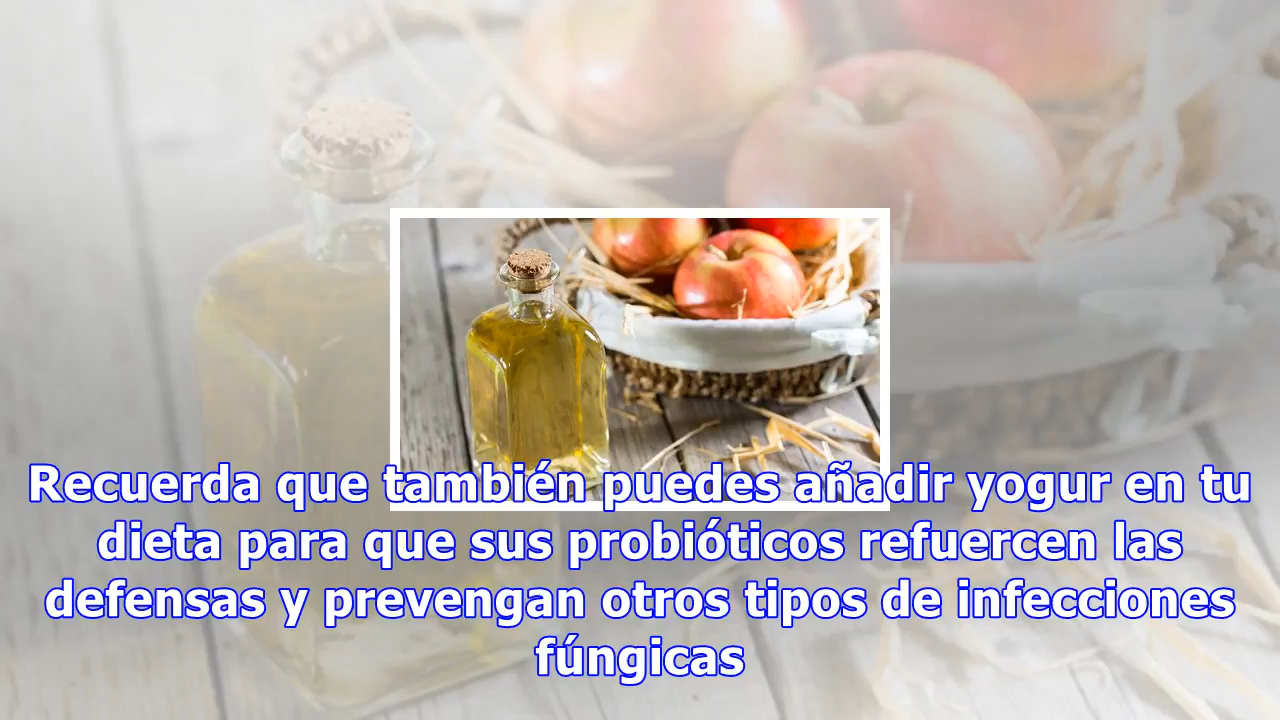 Recuerda que también puedes añadir yogur en tu
dieta para que sus probióticos refuercen las
defensas y prevengan otros tipos de infecciones
fúngicas